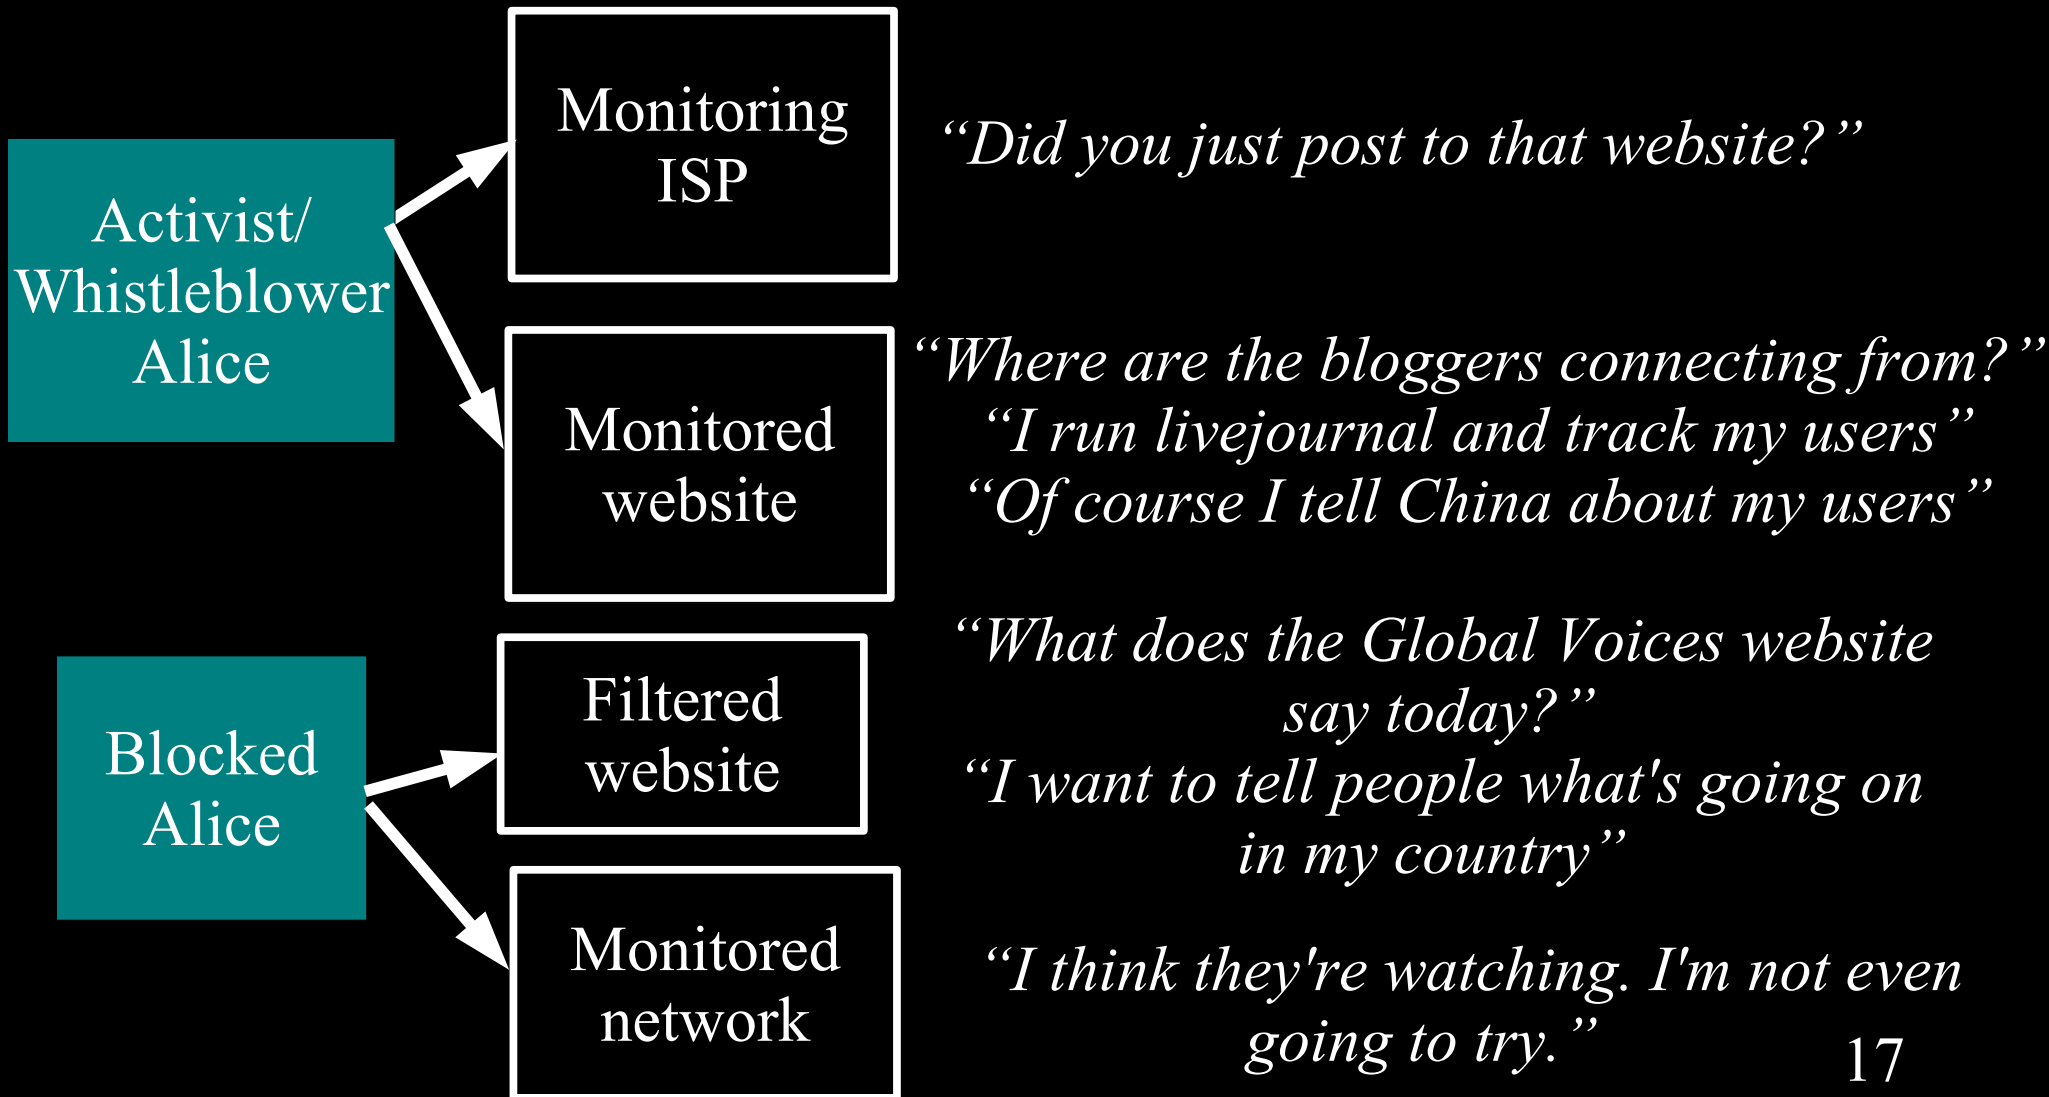 Activist/
Whistleblower
Alice
Monitoring
ISP
“Did you just post to that website?”
Monitored
website
“Where are the bloggers connecting from?”
“I run livejournal and track my users”
“Of course I tell China about my users”
Blocked
Alice
Filtered
website
“What does the Global Voices website
say today?”
“I want to tell people what's going on
in my country”
Monitored
network
“I think they're watching. I'm not even
going to try.”
17